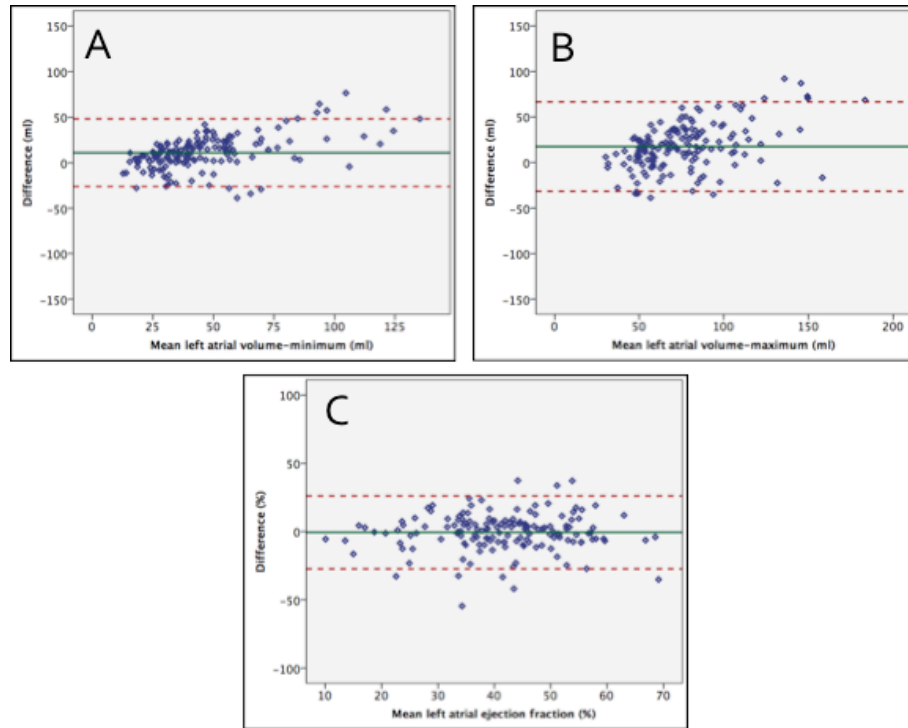 A
150
100
50
0
−50
−100
−150
Difference (ml)
0 25 50 75 100 125
Mean left atrial volume-minimum (ml)
B
150
100
50
0
−50
−100
−150
Difference (ml)
0 50 100 150 200
Mean left atrial volume-maximum (ml)
C
100
50
0
−50
−100
Difference (%)
10 20 30 40 50 60 70
Mean left atrial ejection fraction (%)